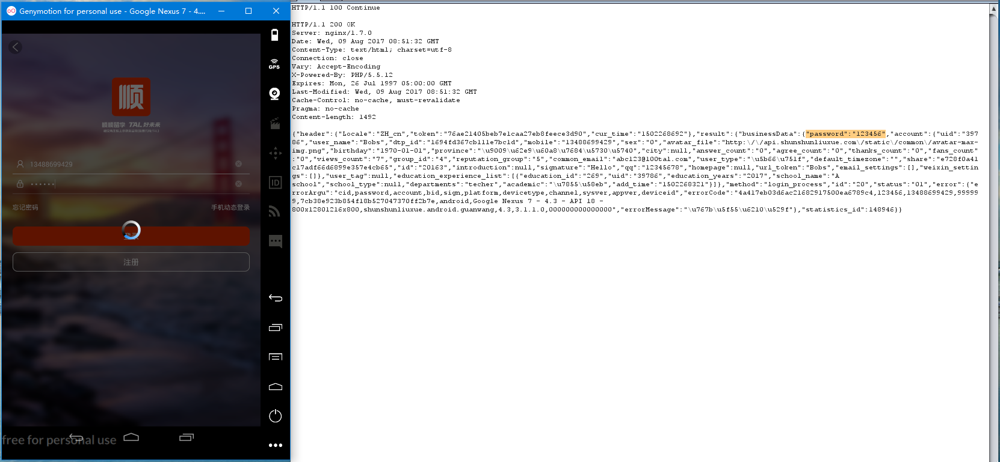 Genymotion for personal use - Google Nexus 7 - 4....
GPS
顺
顺顺留学 TAL 好未来
13488699429
忘记密码
手机动态登录
登录
注册
ID
free for personal use
HTTP/1.1 100 Continue
HTTP/1.1 200 OK
Server: nginx/1.7.0
Date: Wed, 09 Aug 2017 08:51:32 GMT
Content-Type: text/html; charset=utf-8
Connection: close
Vary: Accept-Encoding
X-Powered-By: PHP/5.5.12
Expires: Mon, 26 Jul 1997 05:00:00 GMT
Last-Modified: Wed, 09 Aug 2017 08:51:32 GMT
Cache-Control: no-cache, must-revalidate
Pragma: no-cache
Content-Length: 1492
{"header":{"Locale":"ZH_cn","token":"76ae21405beb7e1caa27eb8feece3d90","cur_time":"1502268692"},"result":{"businessData":{"password":"123456","account":{"uid":"397
86","user_name":"Bobs","dtp_id":"1694fd367cb111e7bc1d","mobile":"13488699429","sex":"0","avatar_file":"http:\/\/api.shunshunliuxue.com\/static\/common\/avatar-max-
img.png","birthday":"1970-01-01","province":"\u9009\u62e9\u60a8\u7684\u5730\u5740","city":null,"answer_count":"0","agree_count":"0","thanks_count":"0","fans_count"
:"0","views_count":"7","group_id":"4","reputation_group":"5","common_email":"abc123@100tal.com","user_type":"\u5b66\u751f","default_timezone":"","share":"e728f0a41
c17adf66d6899e357e4cb65","id":"20163","introduction":null,"signature":"Hello","qq":"12345678","homepage":null,"url_token":"Bobs","email_settings":[],"weixin_settin
gs":[]},"user_tag":null,"education_experience_list":[{"education_id":"269","uid":"39786","education_years":"2017","school_name":"A
school","school_type":null,"departments":"techer","academic":"\u7855\u58eb","add_time":"1502268321"}]},"method":"login_process","id":"20","status":"01","error":{"e
rrorArgu":"cid,password,account,bid,sign,platform,devicetype,channel,sysver,appver,deviceid","errorCode":"4a417eb03d6ac21682917500ea6789c4,123456,13488699429,99999
9,7cb38e923b854f18b527047370ff2b7e,android,Google Nexus 7 - 4.3 - API 18 -
800x12801216x800,shunshunliuxue.android.guanwang,4.3,3.1.1.0,000000000000000","errorMessage":"\u767b\u5f55\u6210\u529f"},"statistics_id":148946}}